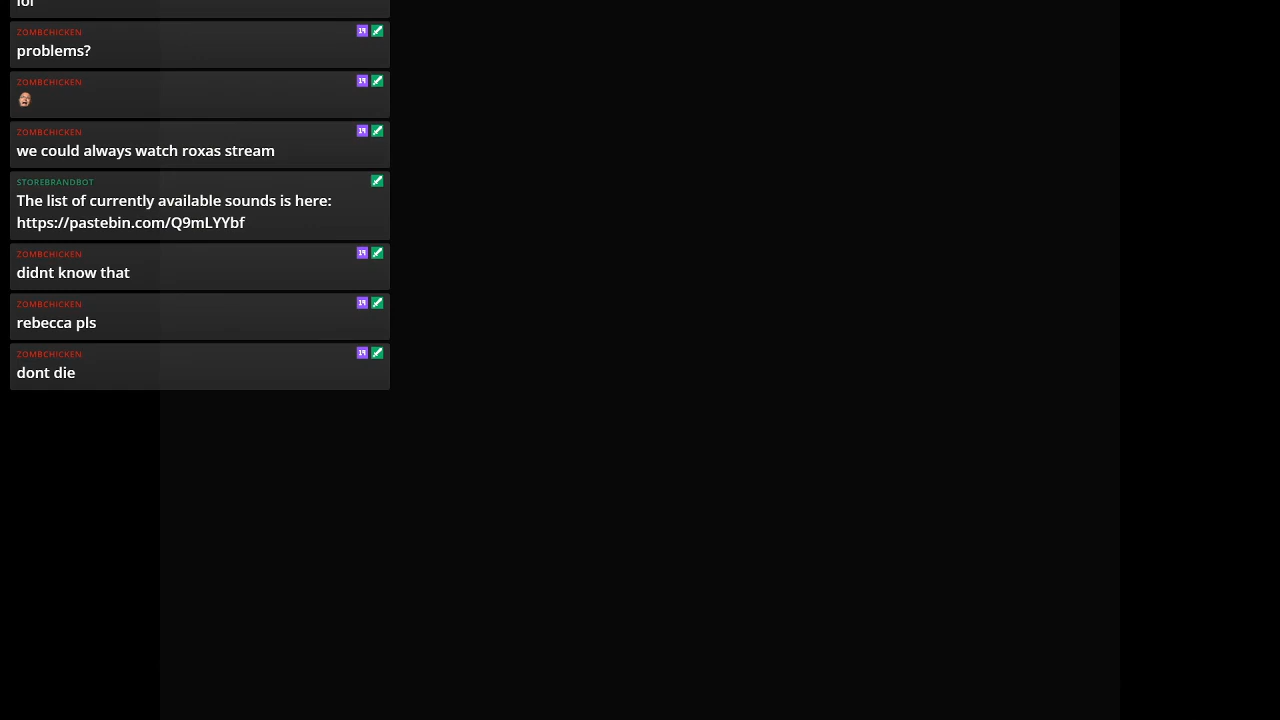 lol
ZOMBCHICKEN
problems?
ZOMBCHICKEN
ZOMBCHICKEN
we could always watch roxas stream
STOREBRANDBOT
The list of currently available sounds is here:
https://pastebin.com/Q9mLYYbf
ZOMBCHICKEN
didnt know that
ZOMBCHICKEN
rebecca pls
ZOMBCHICKEN
dont die